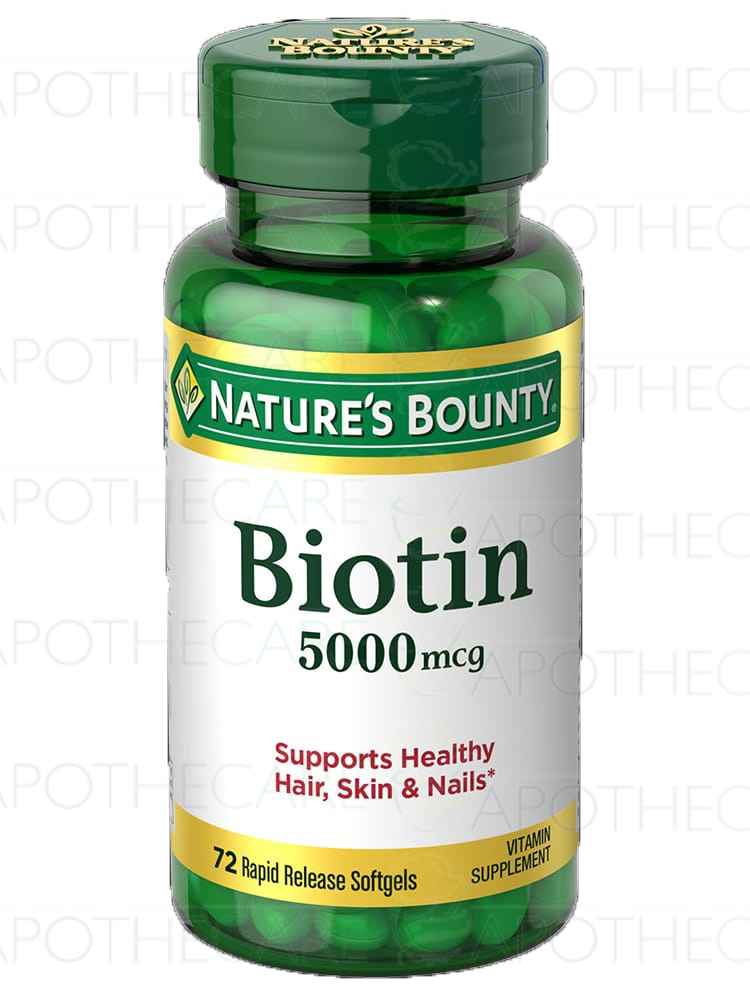 NATURE'S
BOUNTY
NATURE'S BOUNTY®
Biotin
5000 mcg
Supports Healthy
Hair, Skin & Nails*
72 Rapid Release Softgels
VITAMIN
SUPPLEMENT
APOTHECARE